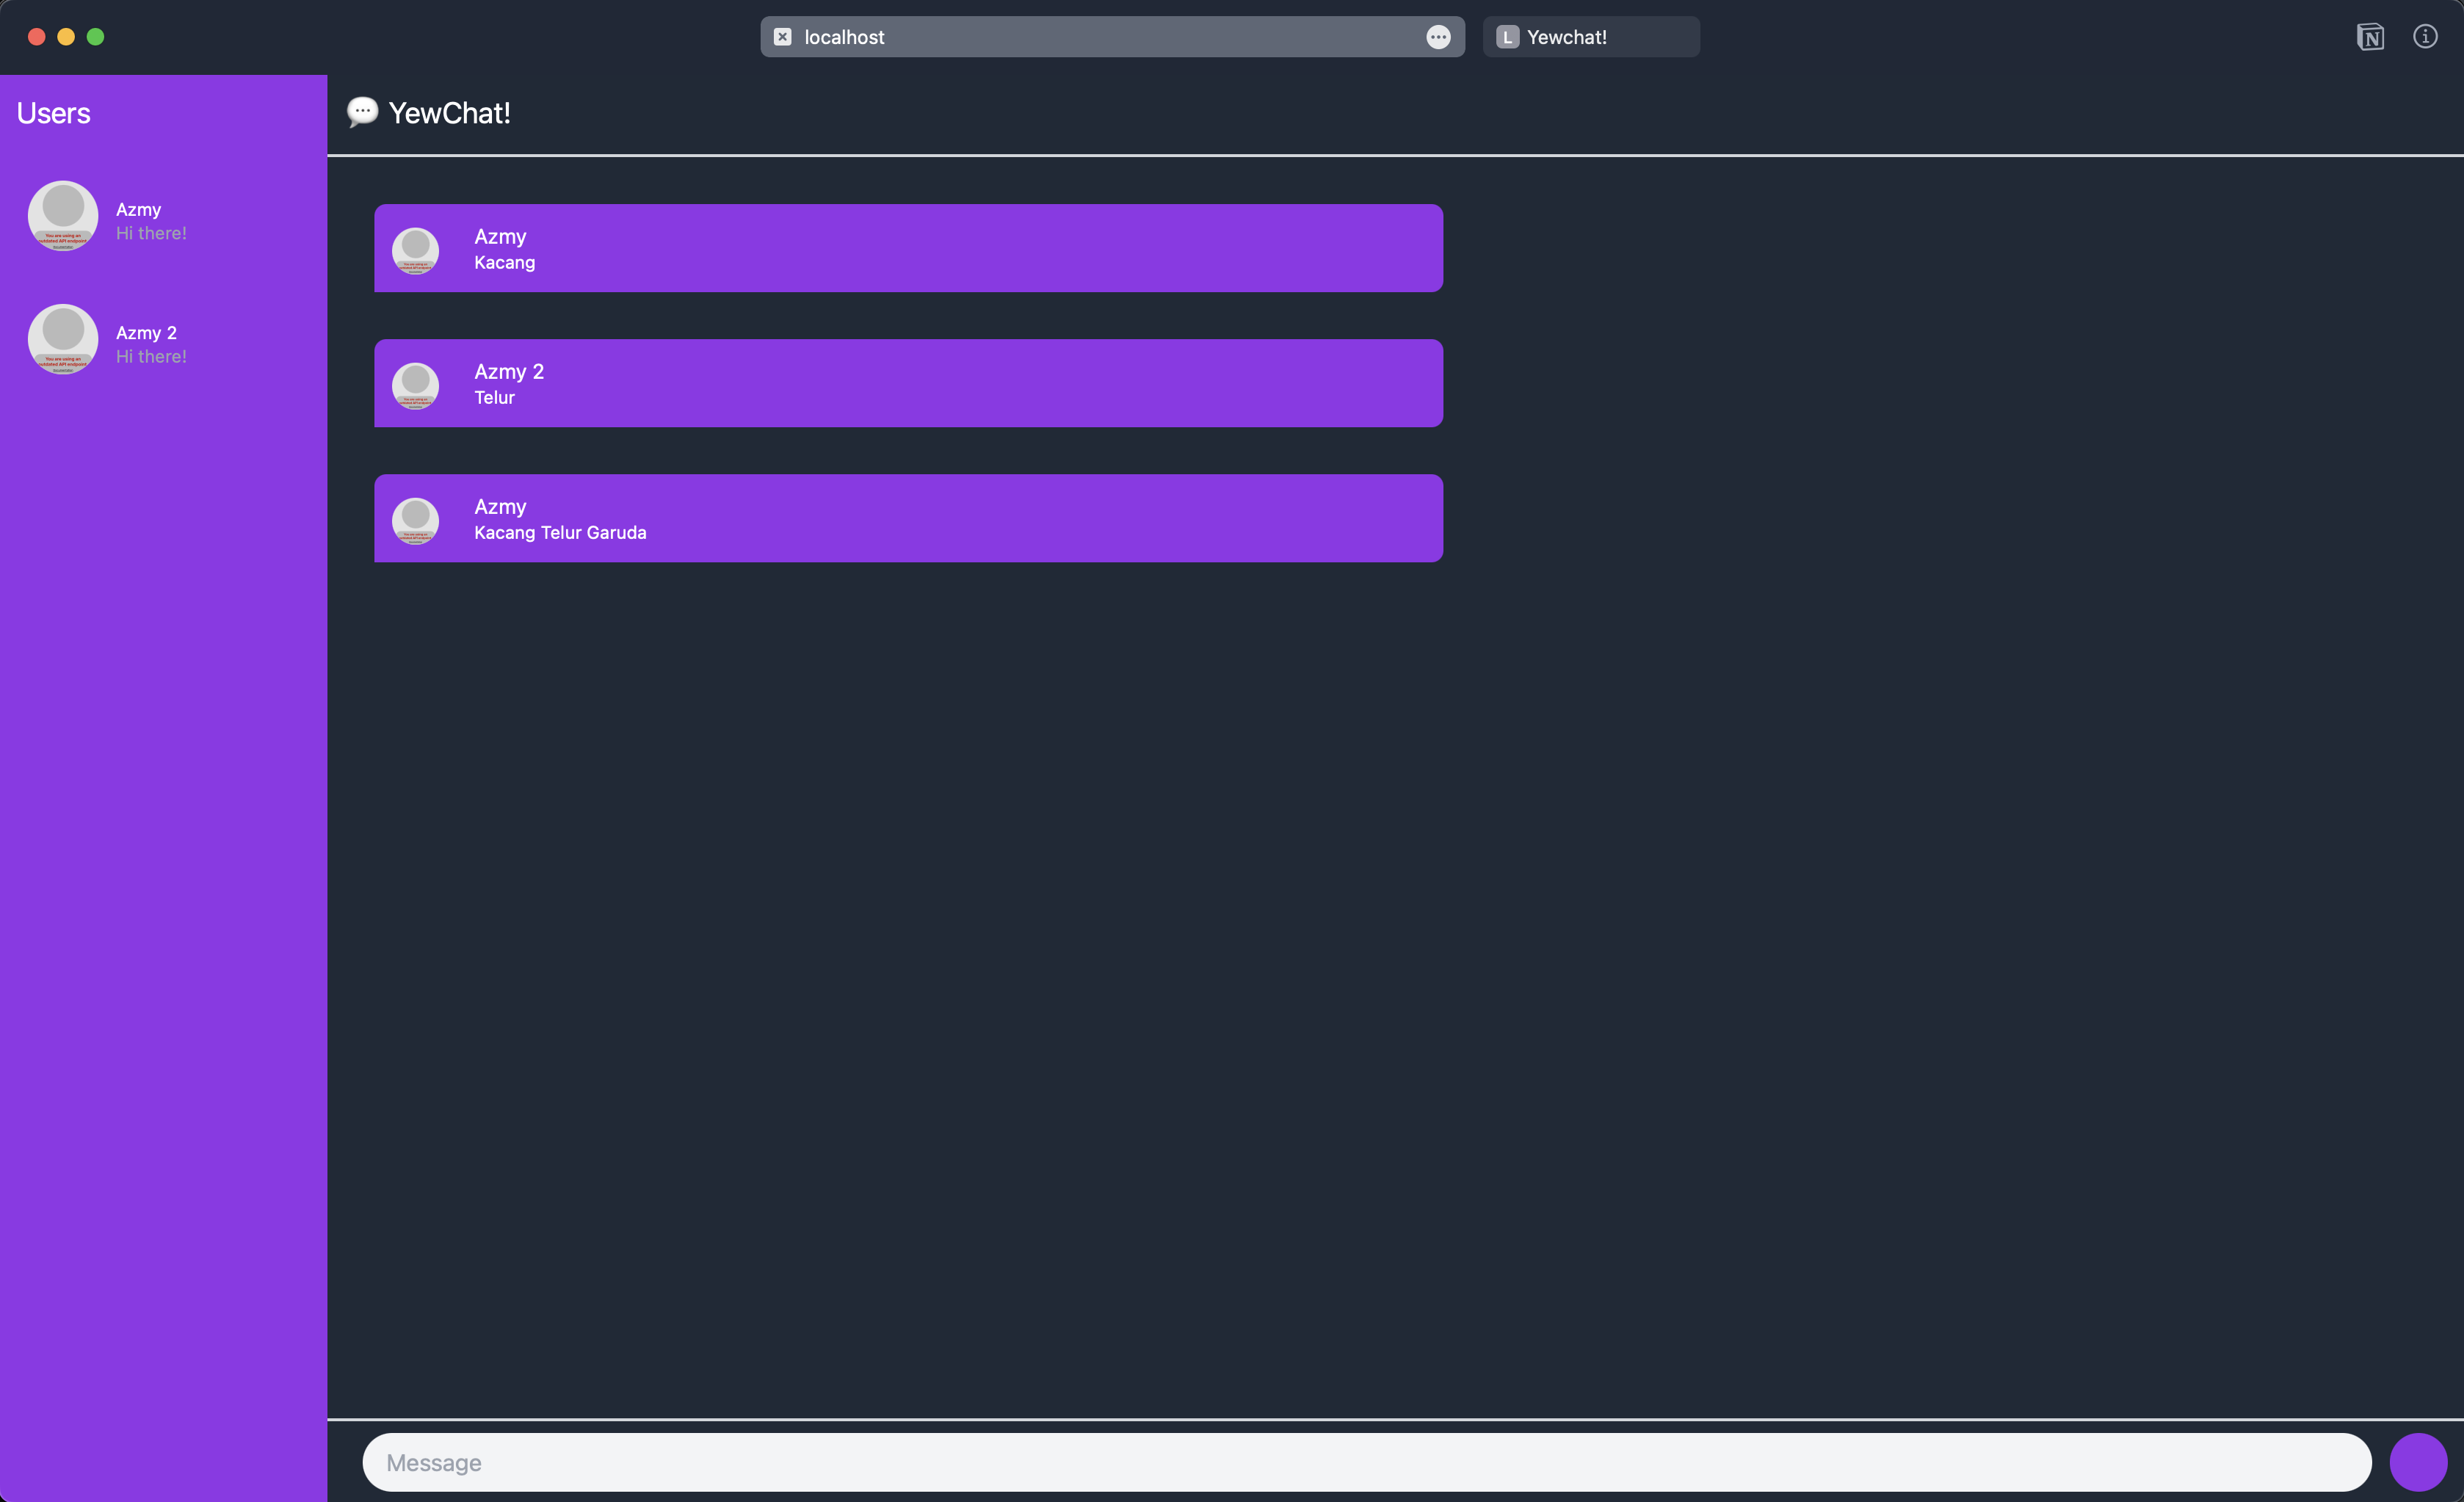 localhost
L Yewchat!
Users
YewChat!
Azmy
Hi there!
Azmy 2
Hi there!
Azmy
Kacang
Azmy 2
Telur
Azmy
Kacang Telur Garuda
Message